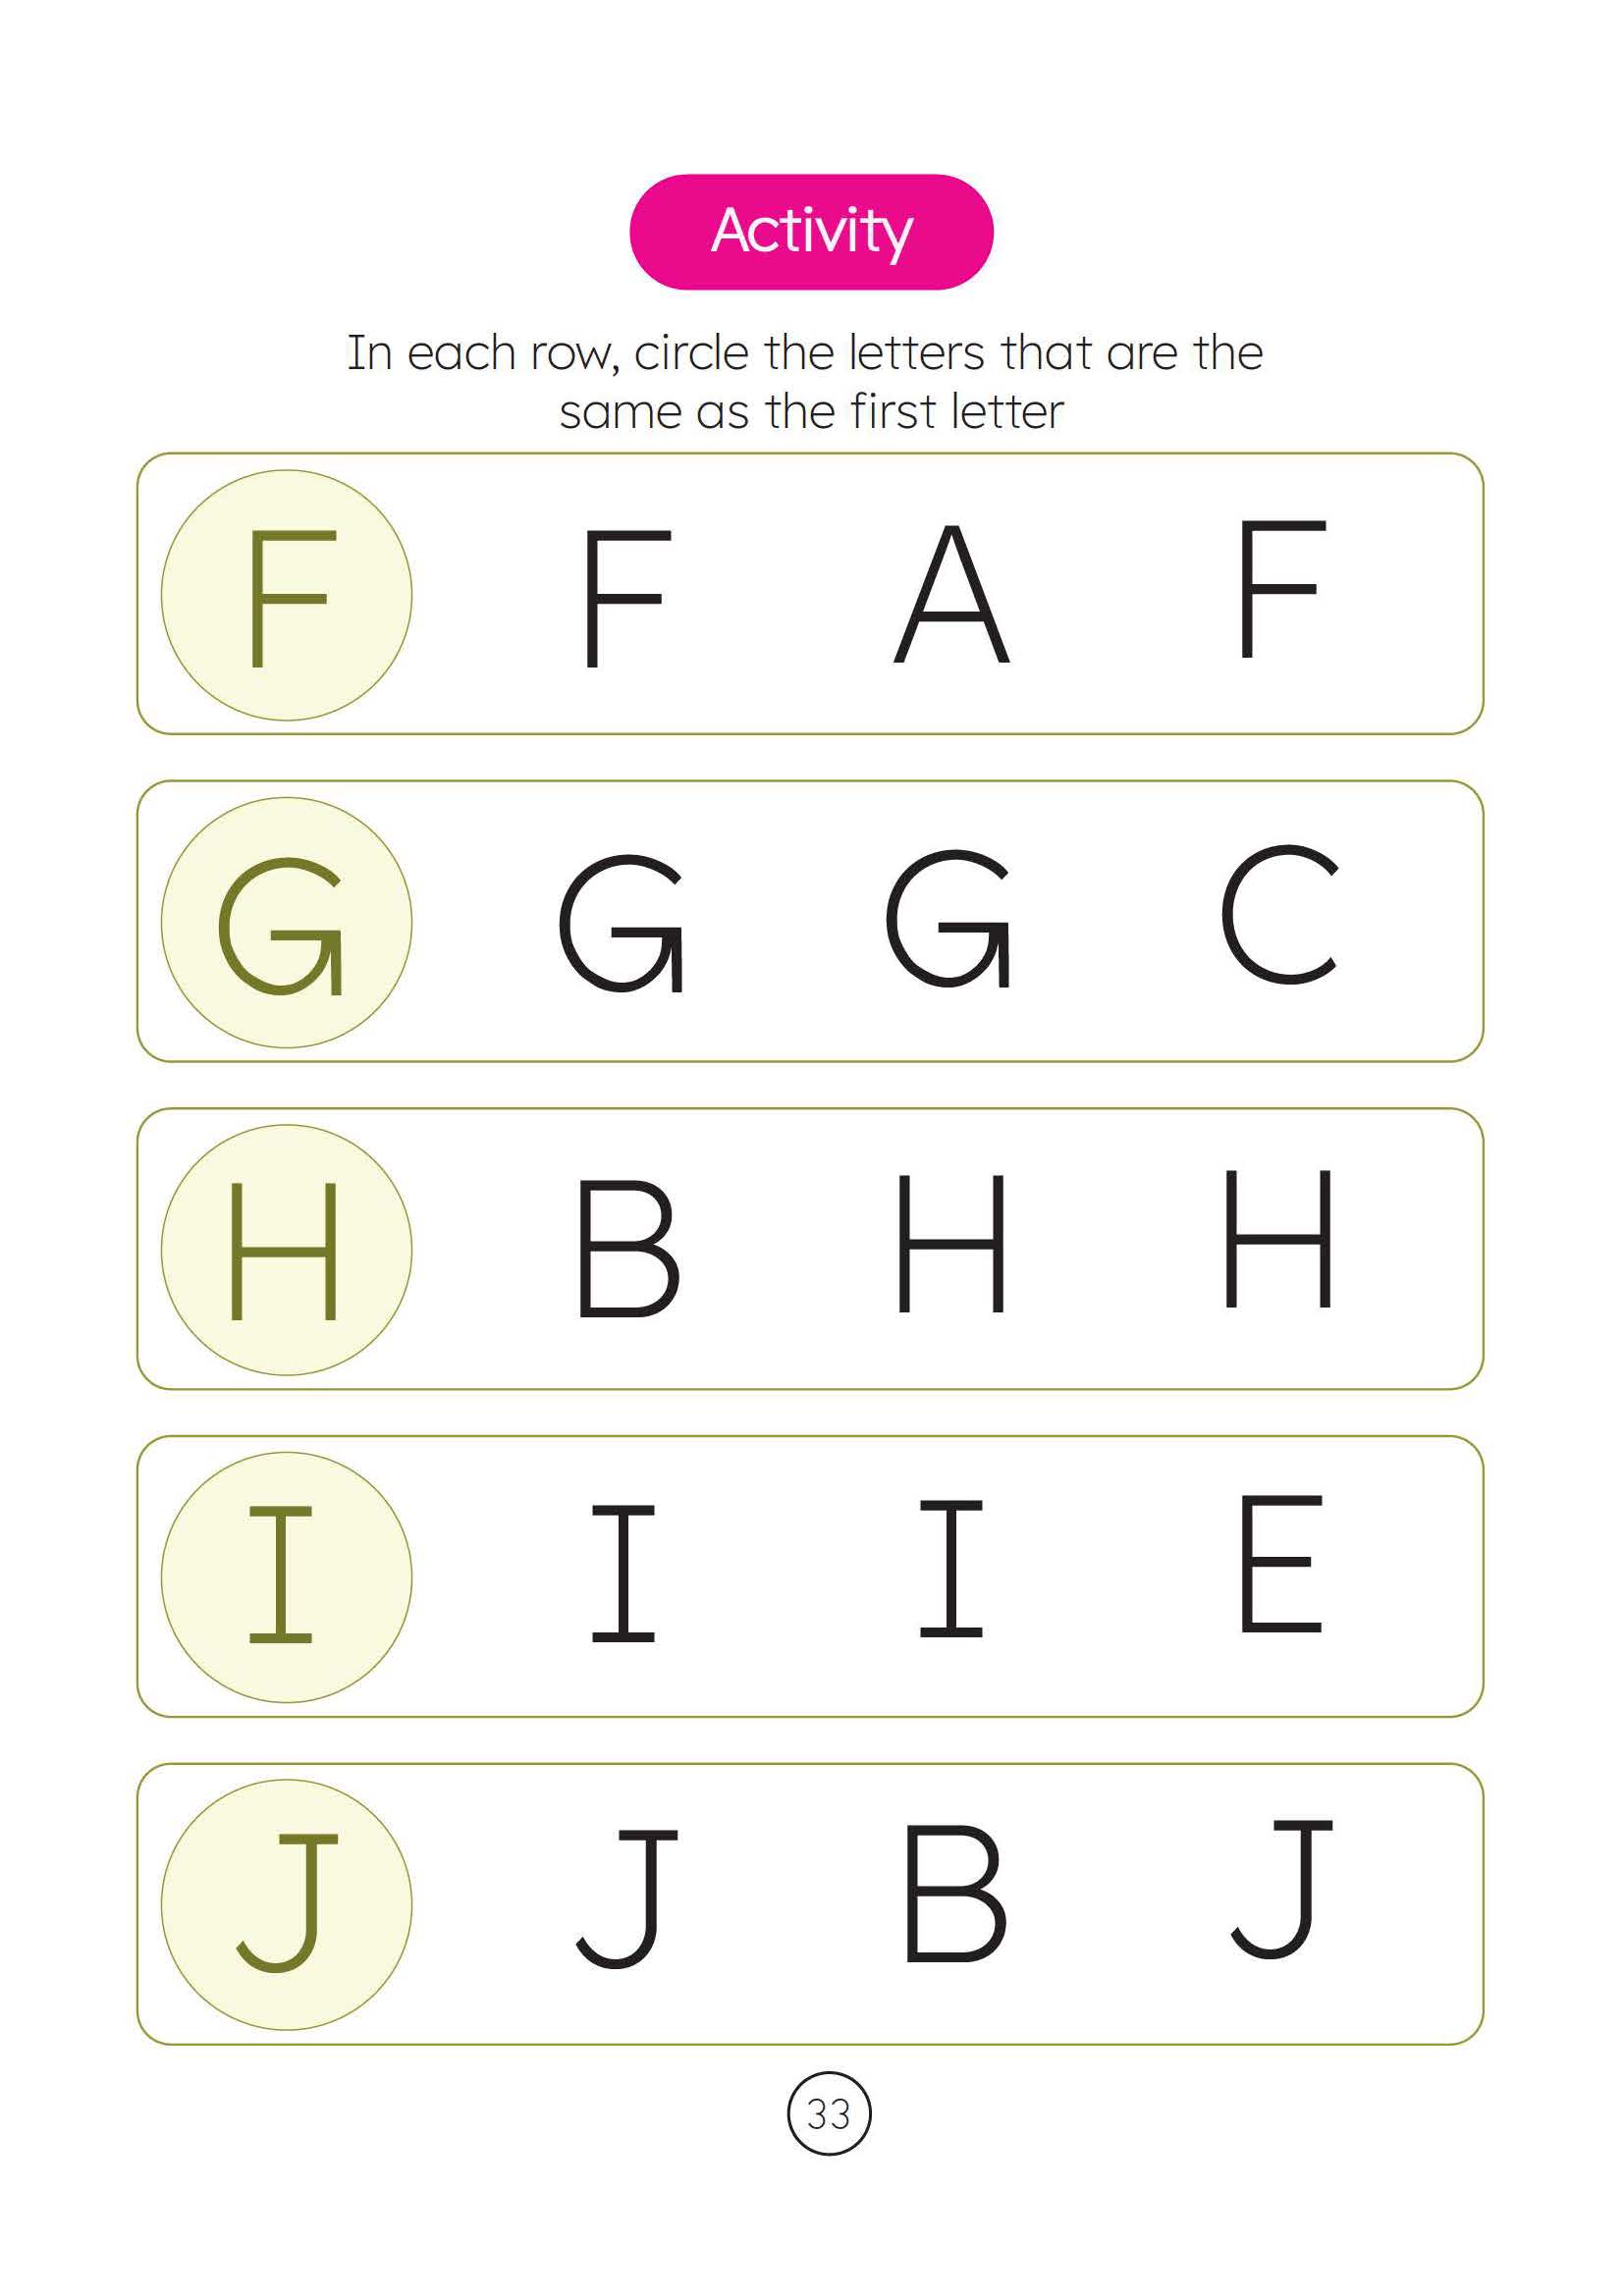 Activity
In each row, circle the letters that are the
same as the first letter
F F A F
G G G C
H B H H
I I I E
J J B J
33